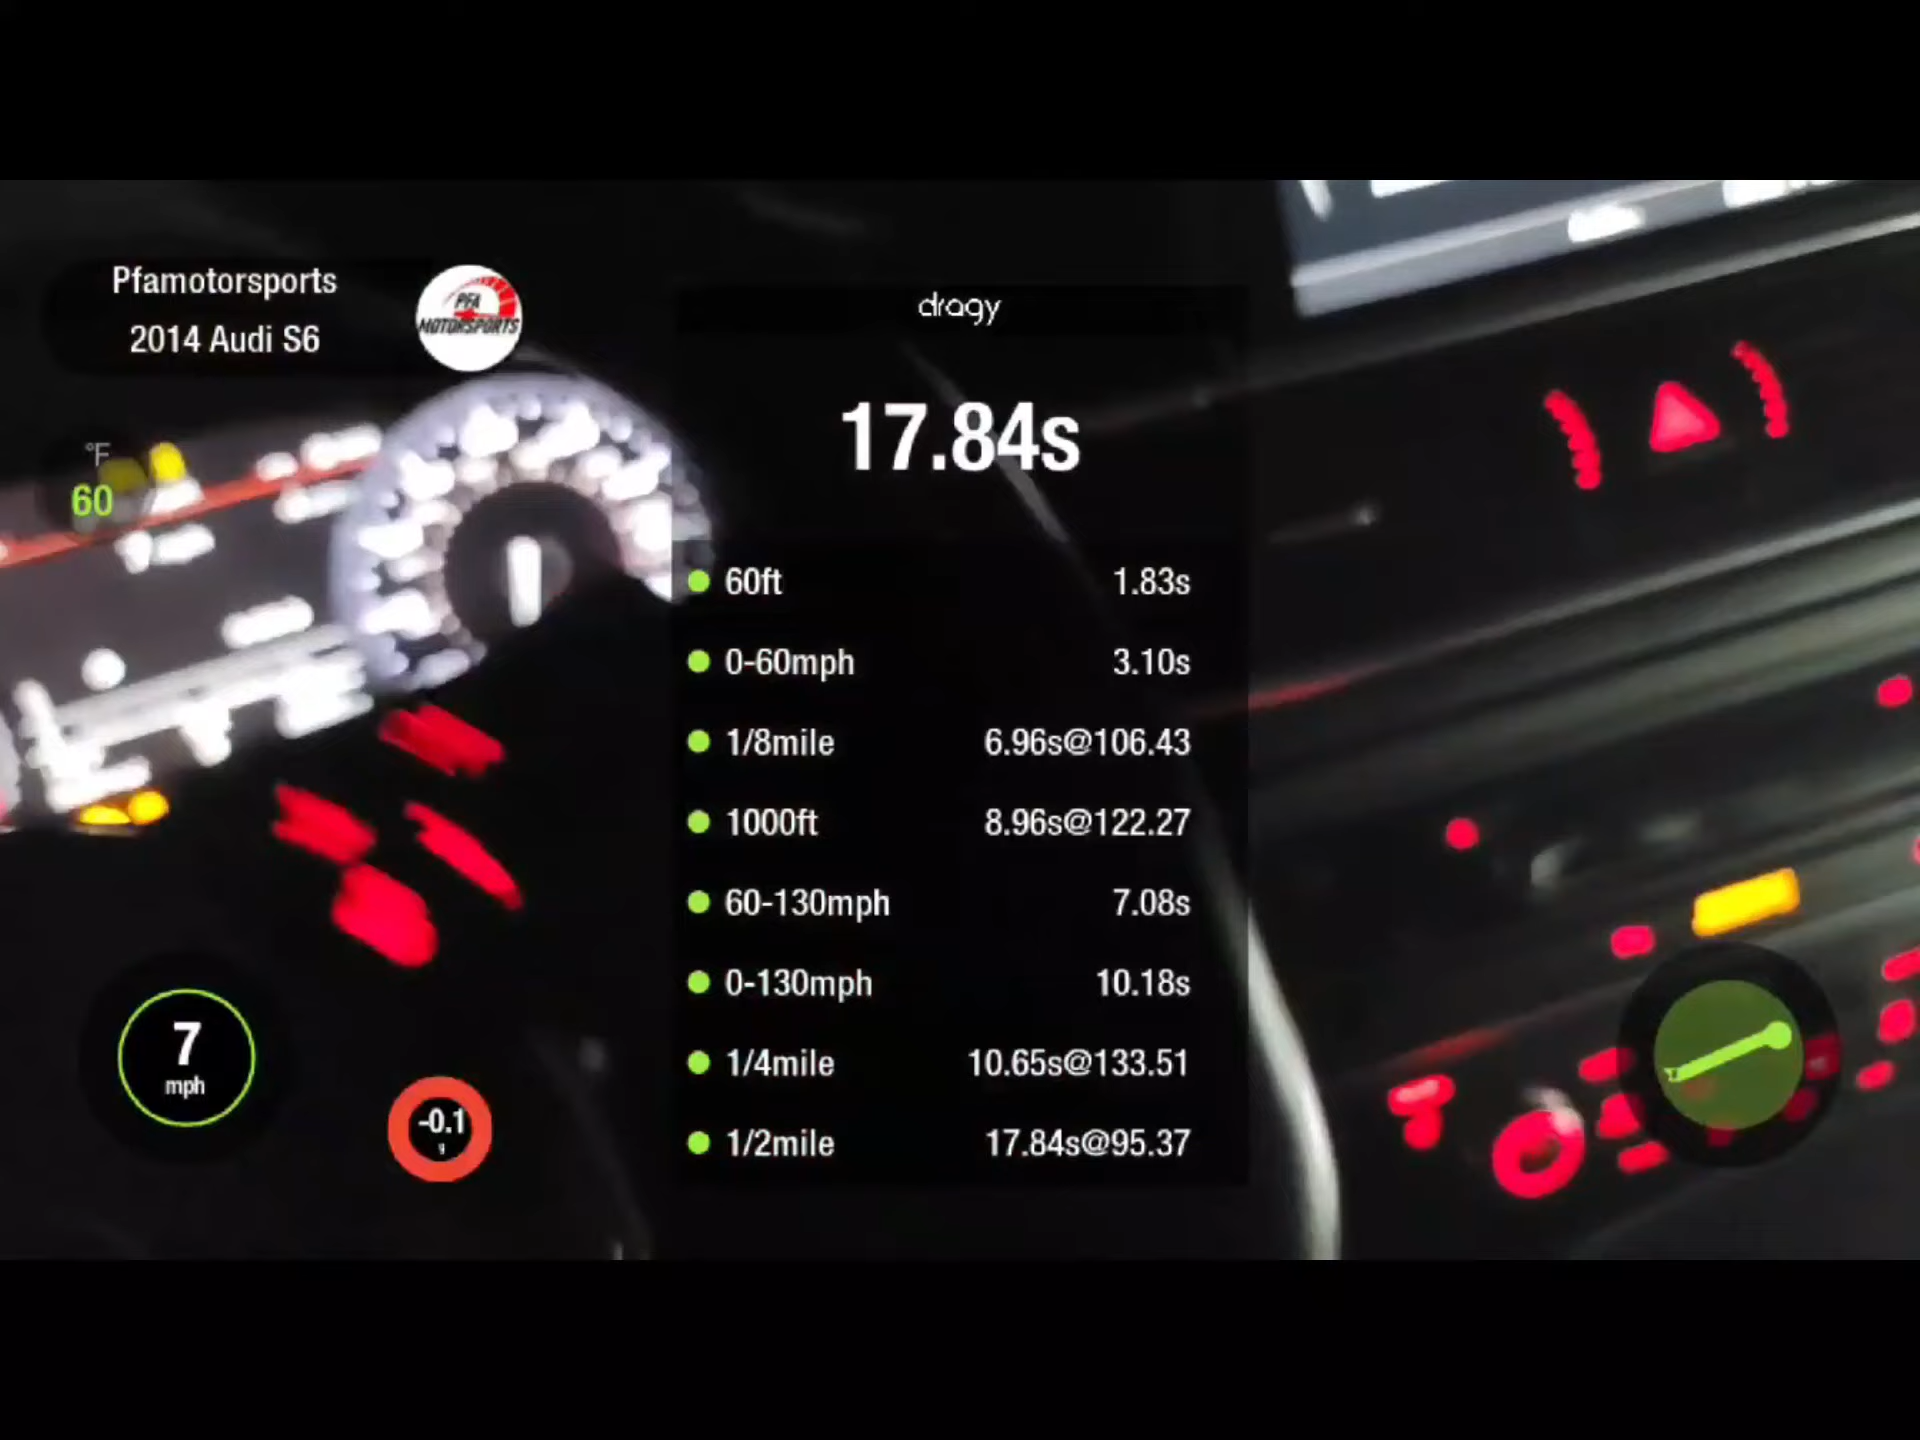 Pfamotorsports
2014 Audi S6
PFA
MOTORSPORTS
dragy
17.84s
°F
60
60ft 1.83s
0-60mph 3.10s
1/8mile 6.96s@106.43
1000ft 8.96s@122.27
60-130mph 7.08s
0-130mph 10.18s
1/4mile 10.65s@133.51
1/2mile 17.84s@95.37
7
mph
-0.1
g